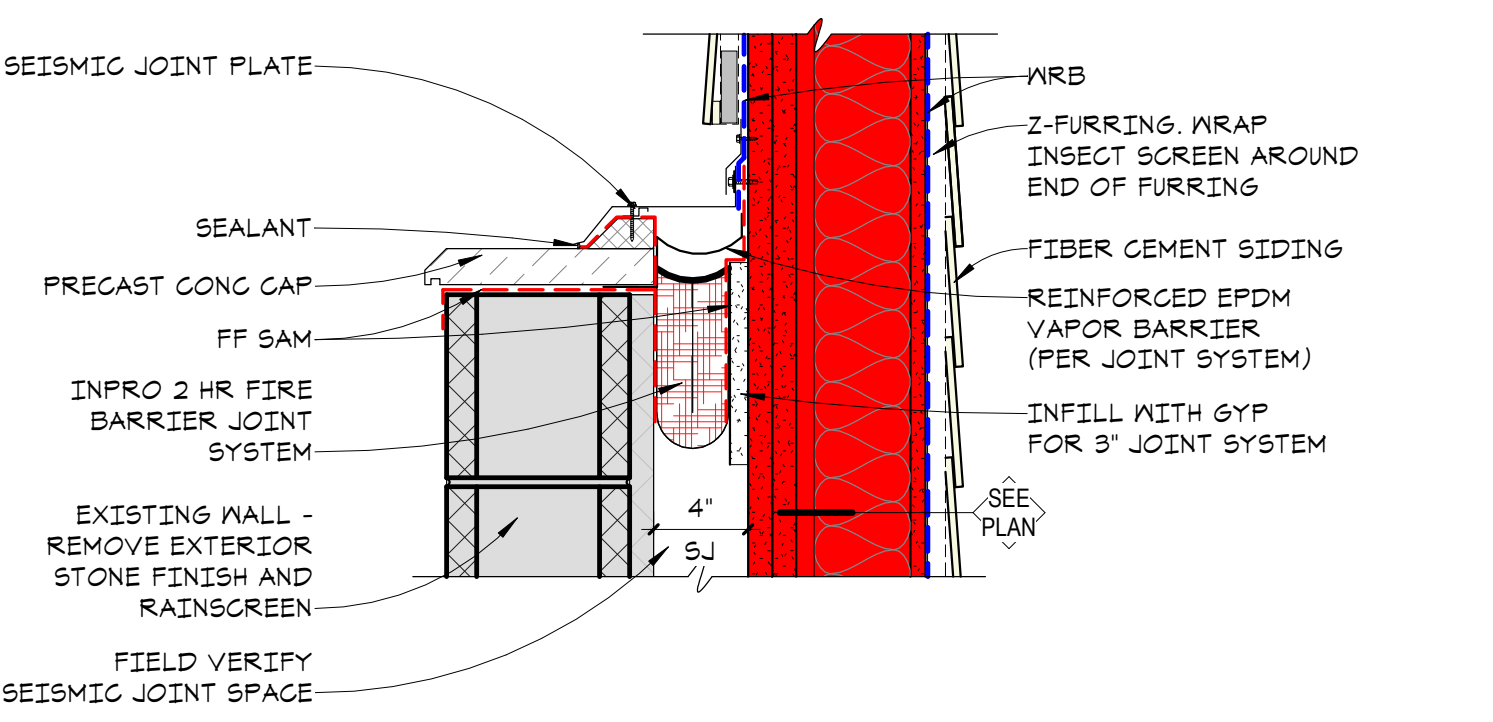 SEISMIC JOINT PLATE
SEALANT
PRECAST CONC CAP
FF SAM
INPRO 2 HR FIRE
BARRIER JOINT
SYSTEM
EXISTING WALL -
REMOVE EXTERIOR
STONE FINISH AND
RAINSCREEN
FIELD VERIFY
SEISMIC JOINT SPACE
4"
SJ
WRB
Z-FURRING. WRAP
INSECT SCREEN AROUND
END OF FURRING
FIBER CEMENT SIDING
REINFORCED EPDM
VAPOR BARRIER
(PER JOINT SYSTEM)
INFILL WITH GYP
FOR 3" JOINT SYSTEM
SEE
PLAN